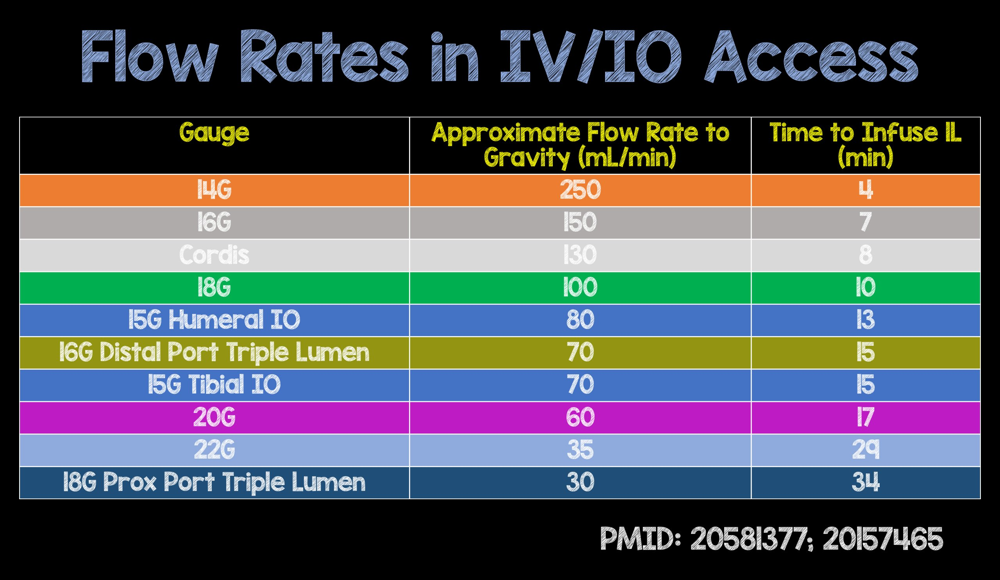 Flow Rates in IV/IO Access
Gauge
Approximate Flow Rate to
Gravity (mL/min)
Time to Infuse 1L
(min)
14G 250 4
16G 150 7
Cordis 130 8
18G 100 10
15G Humeral IO 80 13
16G Distal Port Triple Lumen 70 15
15G Tibial IO 70 15
20G 60 17
22G 35 29
18G Prox Port Triple Lumen 30 34
PMID: 20581377; 20157465